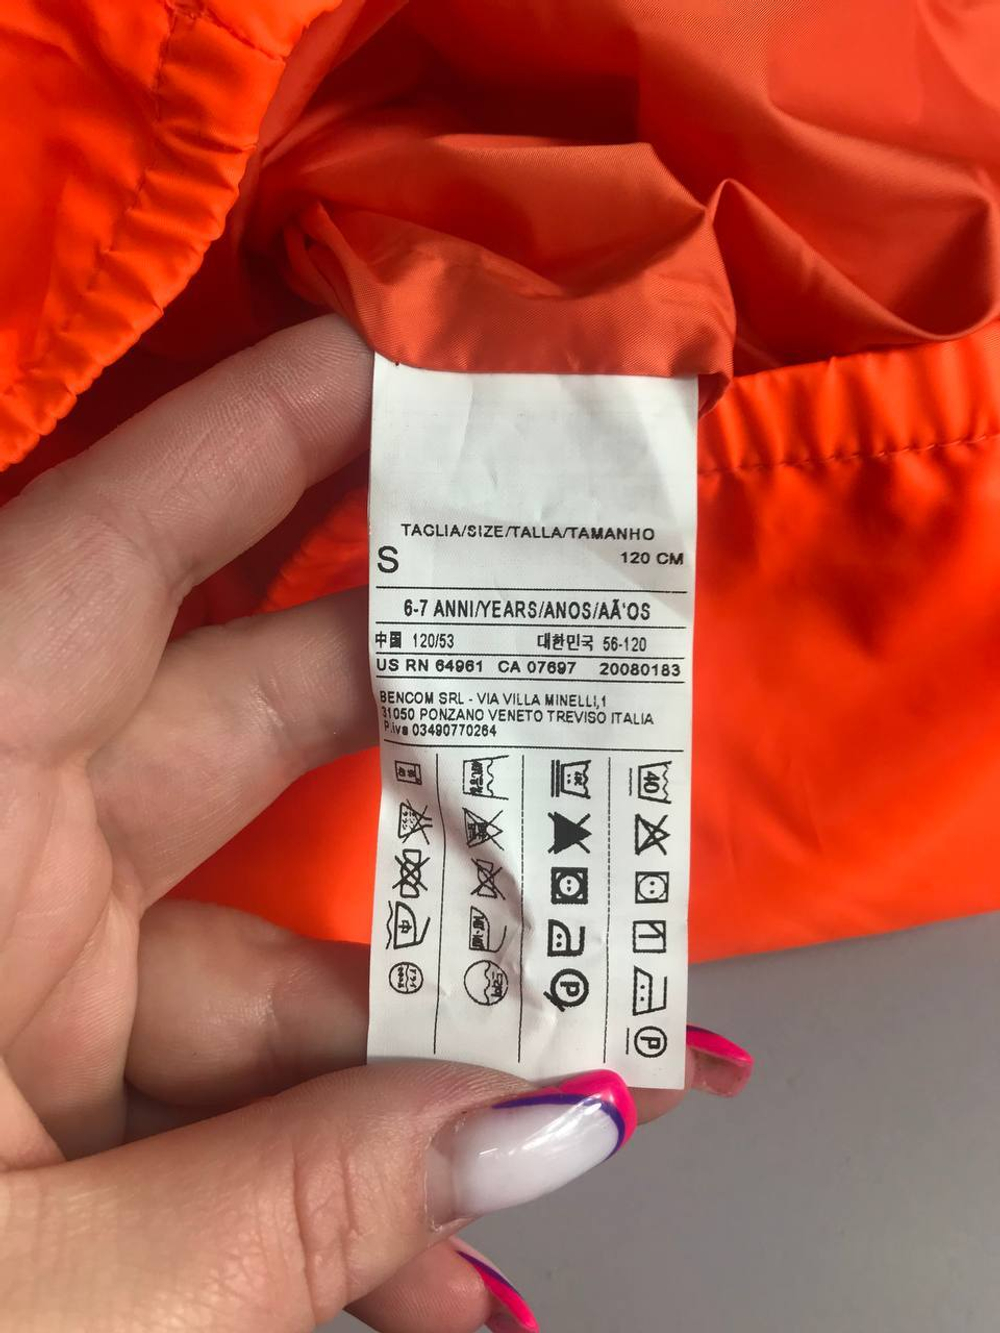 TAGLIA/SIZE/TALLA/TAMANHO
S 120 CM
6-7 ANNI/YEARS/ANOS/AÃ'OS
中国 120/53 대한민국 56-120
US RN 64961 CA 07697 20080183
BENCOM SRL - VIA VILLA MINELLI,1
31050 PONZANO VENETO TREVISO ITALIA
P.iva 03490770264
40
P
P